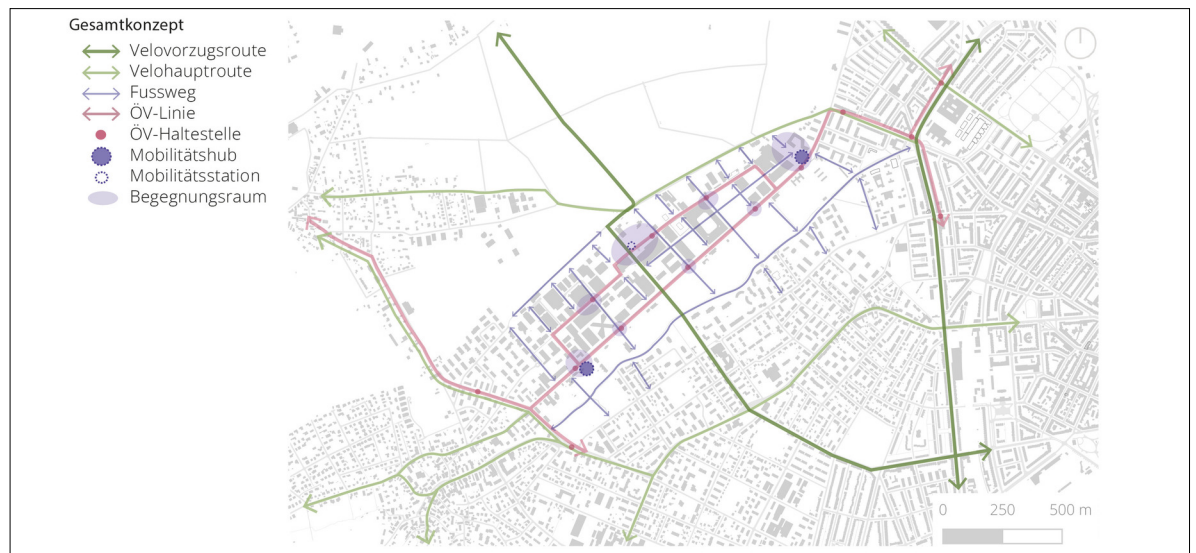 Gesamtkonzept
Velovorzugsroute
Velohauptroute
Fussweg
ÖV-Linie
ÖV-Haltestelle
Mobilitätshub
Mobilitätsstation
Begegnungsraum
0 250 500 m